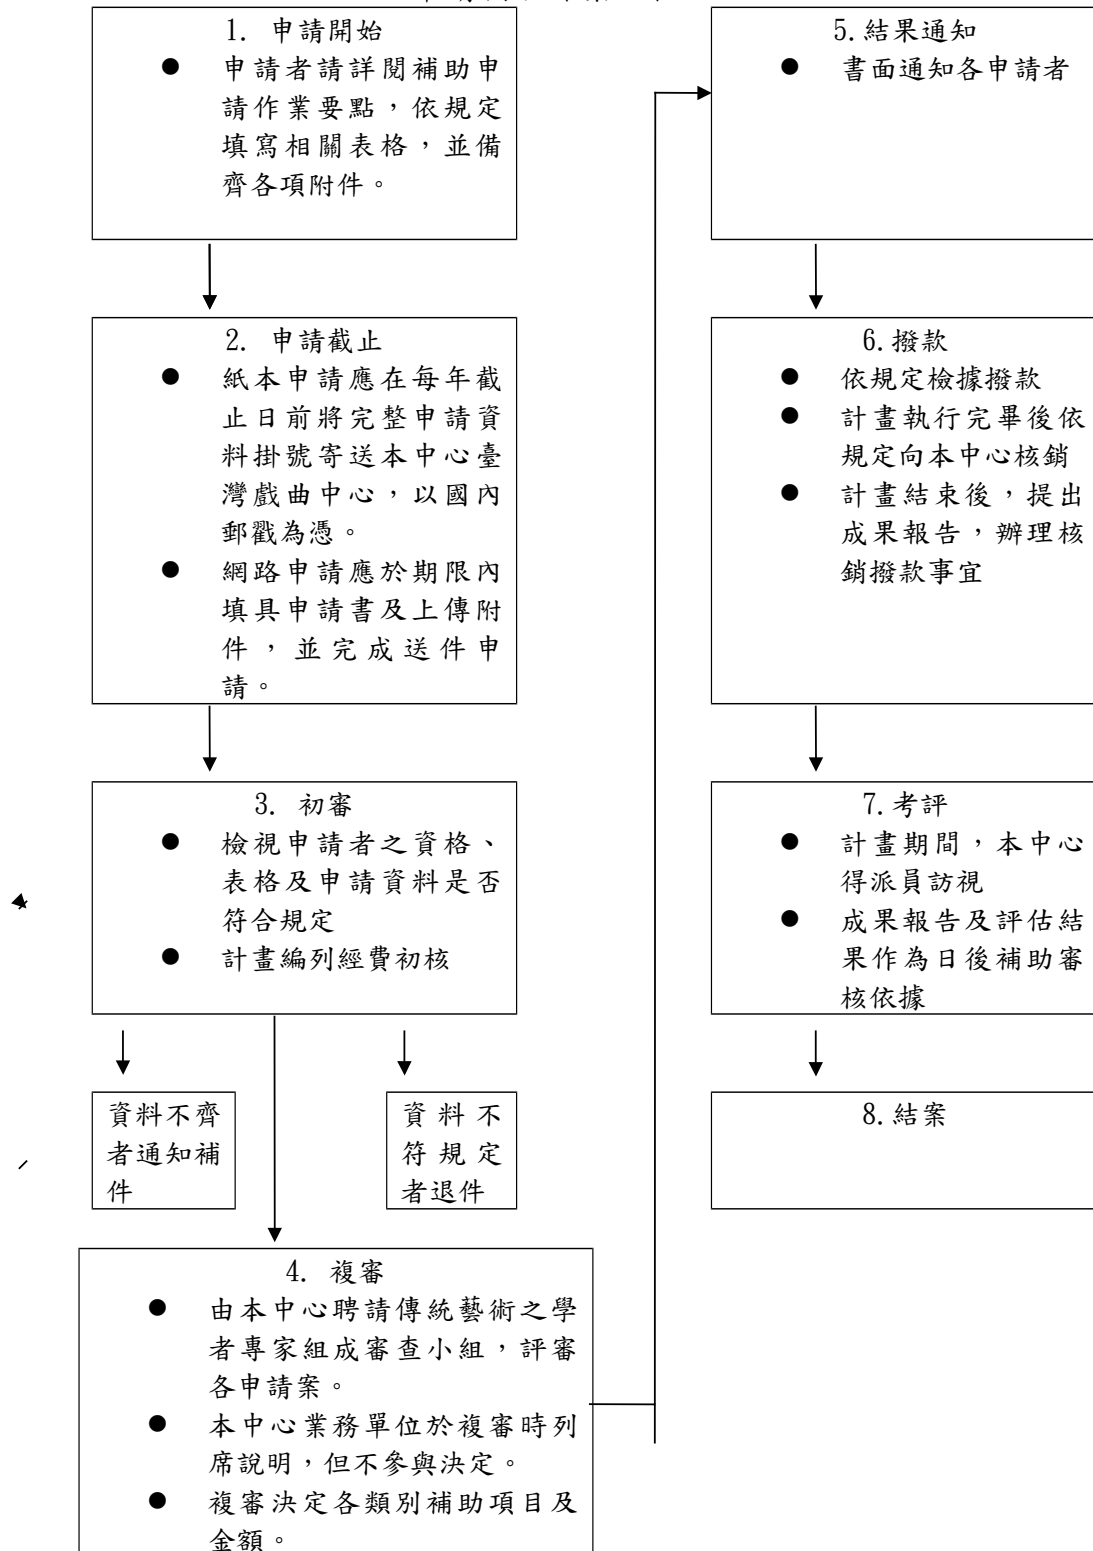 1. 申請開始
● 申請者請詳閱補助申
請作業要點，依規定
填寫相關表格，並備
齊各項附件。
2. 申請截止
● 紙本申請應在每年截
止日前將完整申請資
料掛號寄送本中心臺
灣戲曲中心，以國內
郵戳為憑。
● 網路申請應於期限內
填具申請書及上傳附
件，並完成送件申
請。
3. 初審
● 檢視申請者之資格、
表格及申請資料是否
符合規定
● 計畫編列經費初核
資料不齊
者通知補
件
資料不
符規定
者退件
4. 複審
● 由本中心聘請傳統藝術之學
者專家組成審查小組，評審
各申請案。
● 本中心業務單位於複審時列
席說明，但不參與決定。
● 複審決定各類別補助項目及
金額。
5.結果通知
● 書面通知各申請者
6.撥款
● 依規定檢據撥款
● 計畫執行完畢後依
規定向本中心核銷
● 計畫結束後，提出
成果報告，辦理核
銷撥款事宜
7.考評
● 計畫期間，本中心
得派員訪視
● 成果報告及評估結
果作為日後補助審
核依據
8.結案